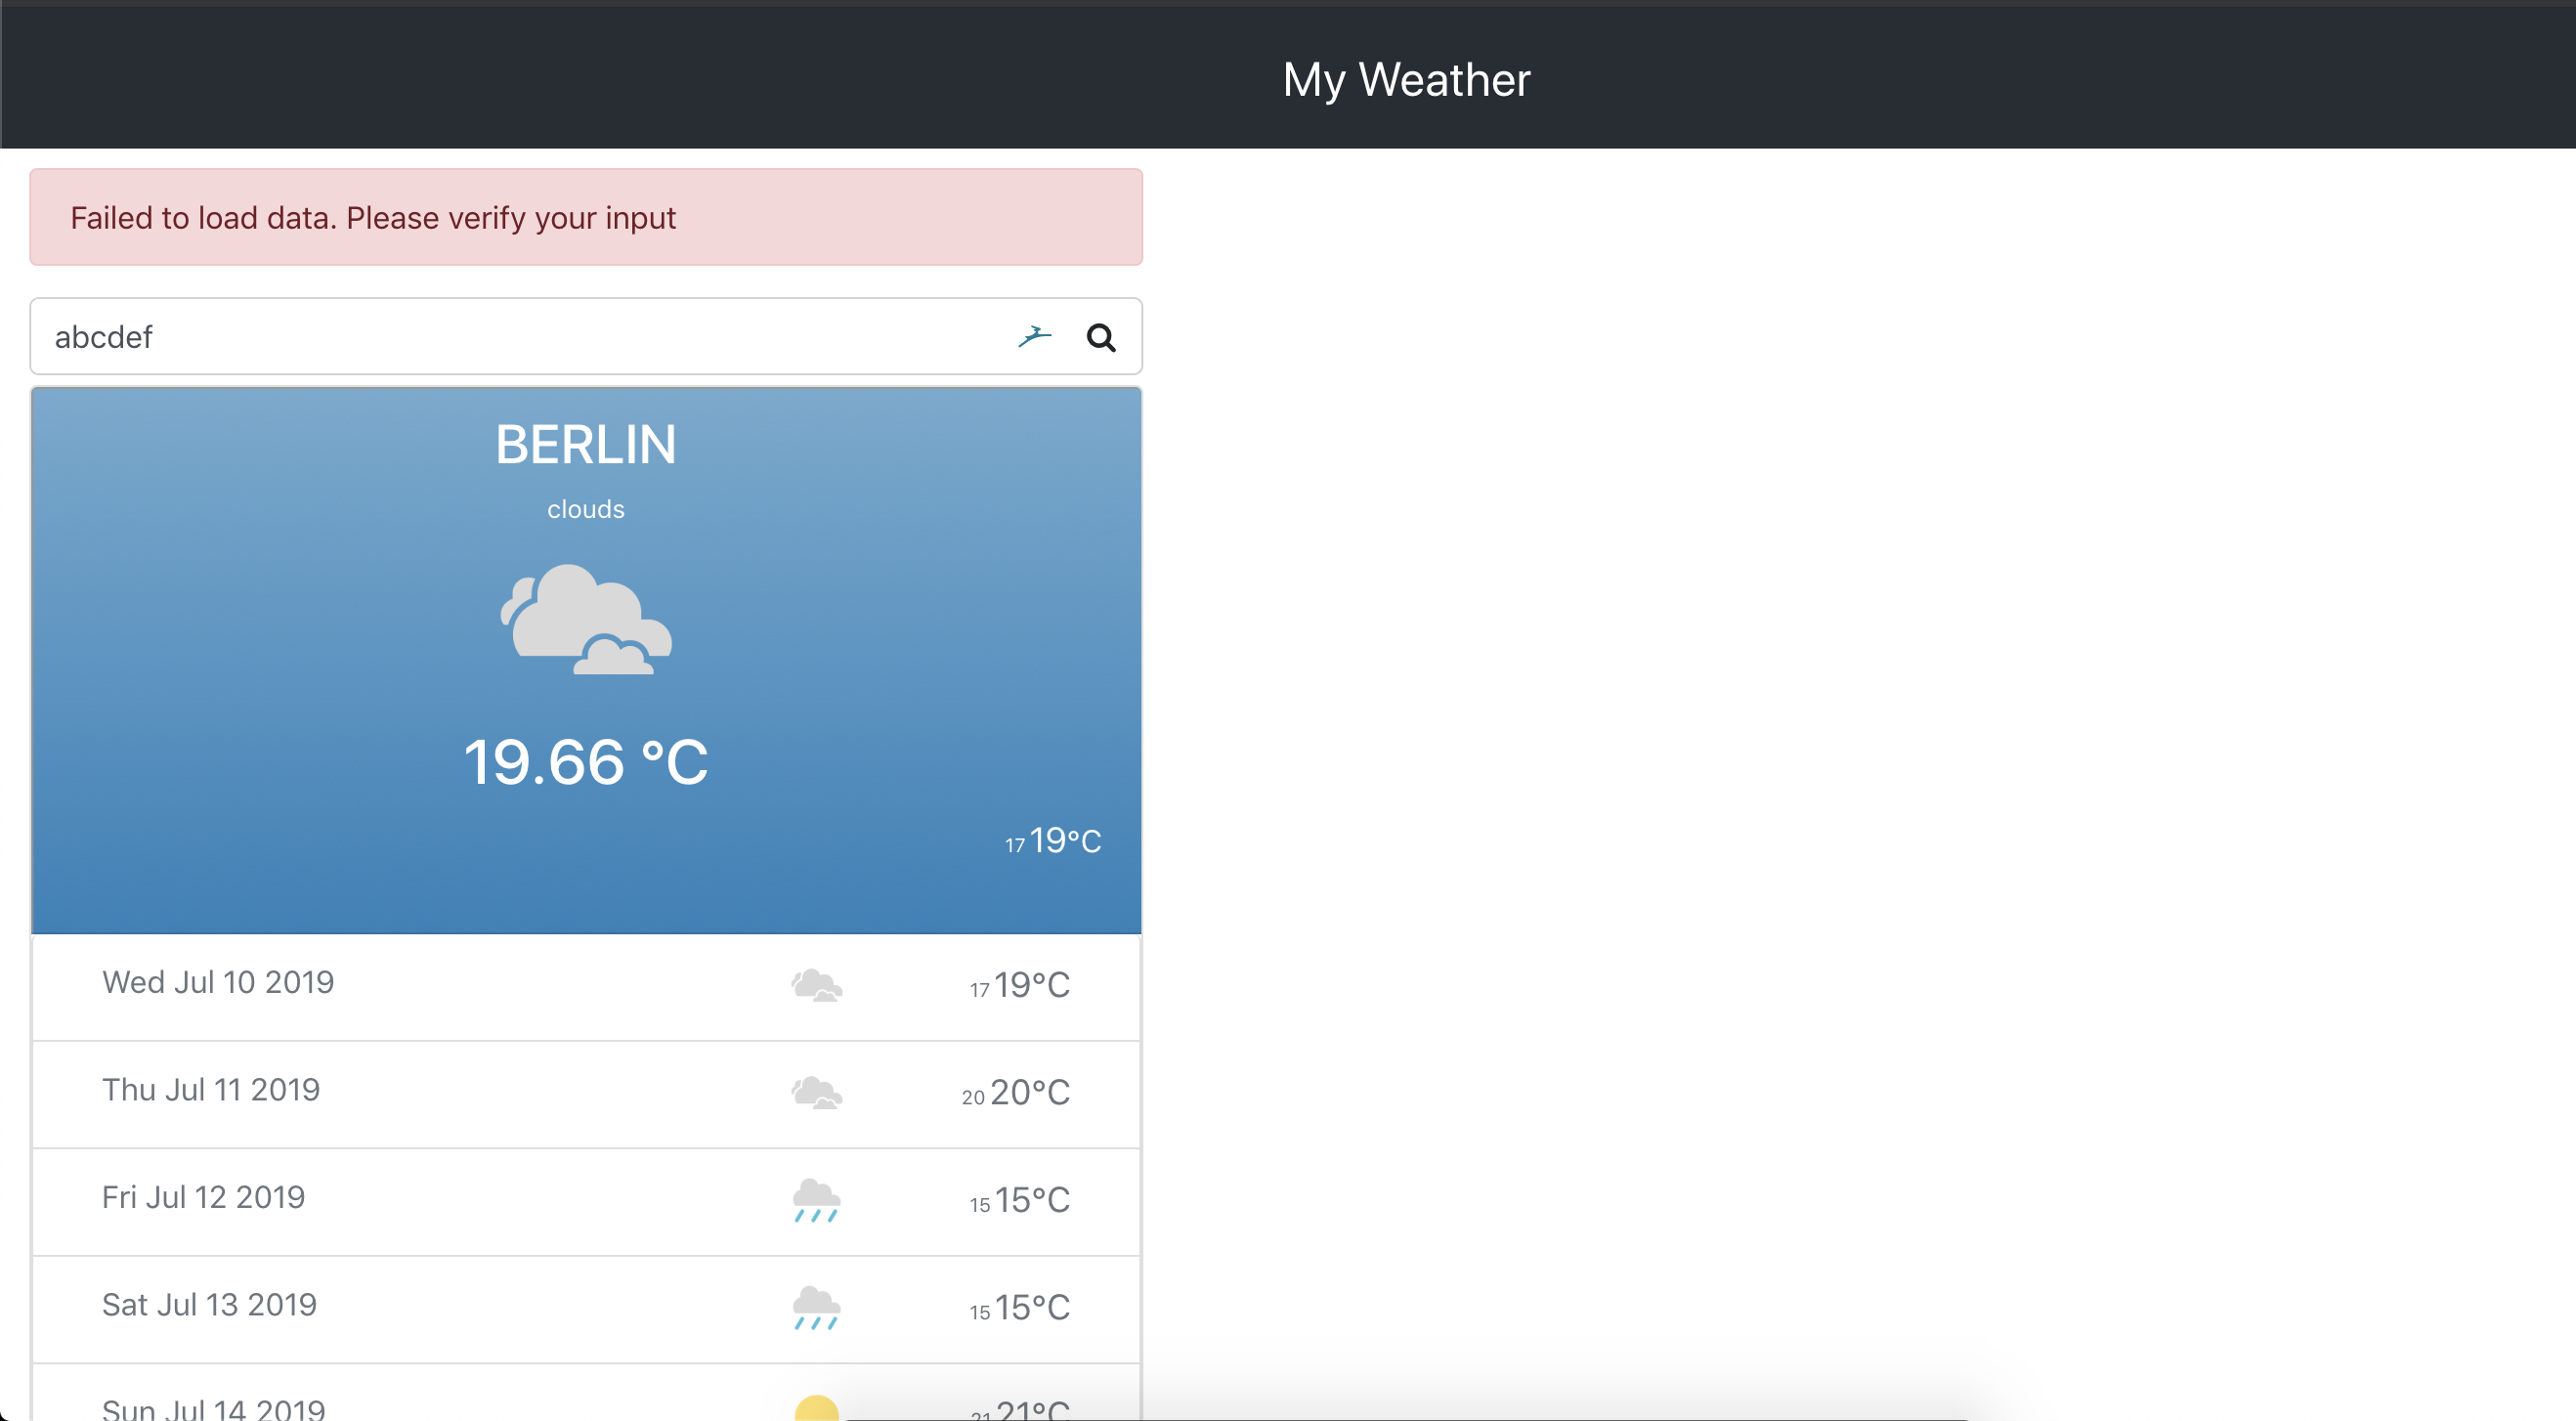 My Weather
Failed to load data. Please verify your input
abcdef
BERLIN
clouds
19.66 °C
17 19°C
Wed Jul 10 2019 17 19°C
Thu Jul 11 2019 20 20°C
Fri Jul 12 2019 15 15°C
Sat Jul 13 2019 15 15°C
Sun Jul 14 2019 21 21°C